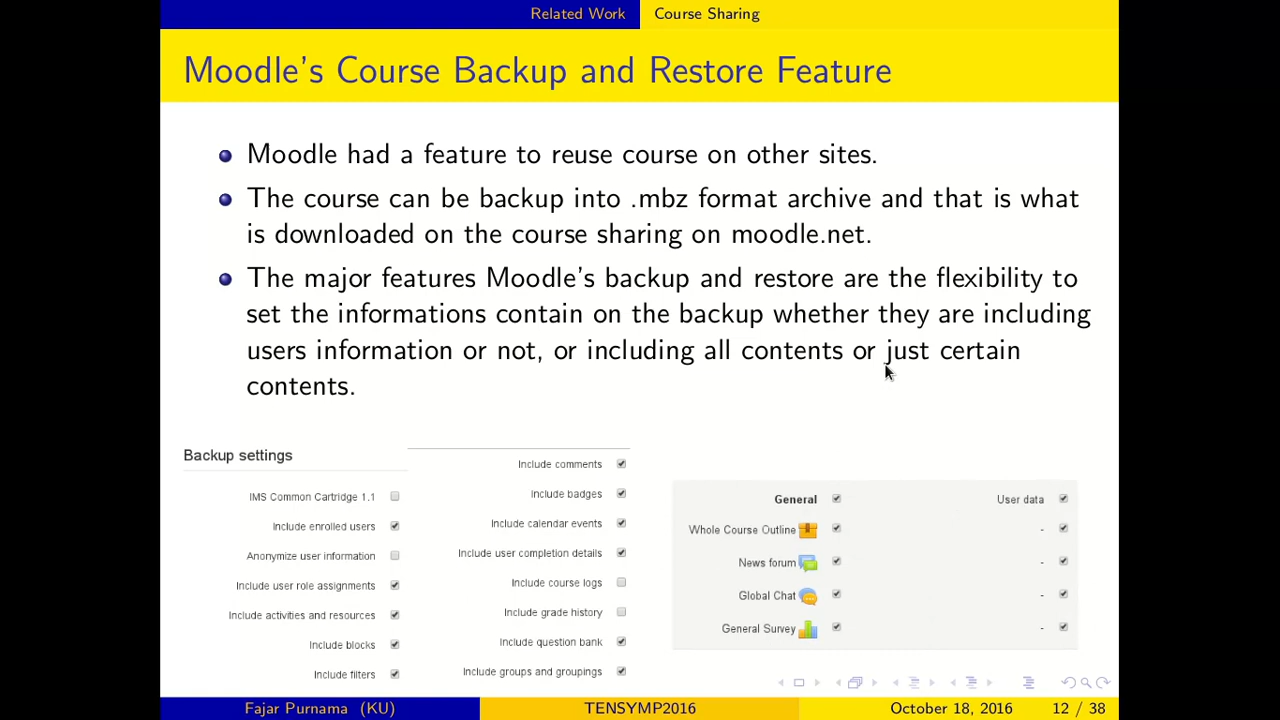 Related Work Course Sharing
Moodle's Course Backup and Restore Feature
Moodle had a feature to reuse course on other sites.
The course can be backup into .mbz format archive and that is what
is downloaded on the course sharing on moodle.net.
The major features Moodle's backup and restore are the flexibility to
set the informations contain on the backup whether they are including
users information or not, or including all contents or just certain
contents.
Backup settings
IMS Common Cartridge 1.1
Include enrolled users
Anonymize user information
Include user role assignments
Include activities and resources
Include blocks
Include filters
Include comments
Include badges
Include calendar events
Include user completion details
Include course logs
Include grade history
Include question bank
Include groups and groupings
General User data
Whole Course Outline -
News forum -
Global Chat -
General Survey -
Fajar Purnama (KU) TENSYMP2016 October 18, 2016 12 / 38